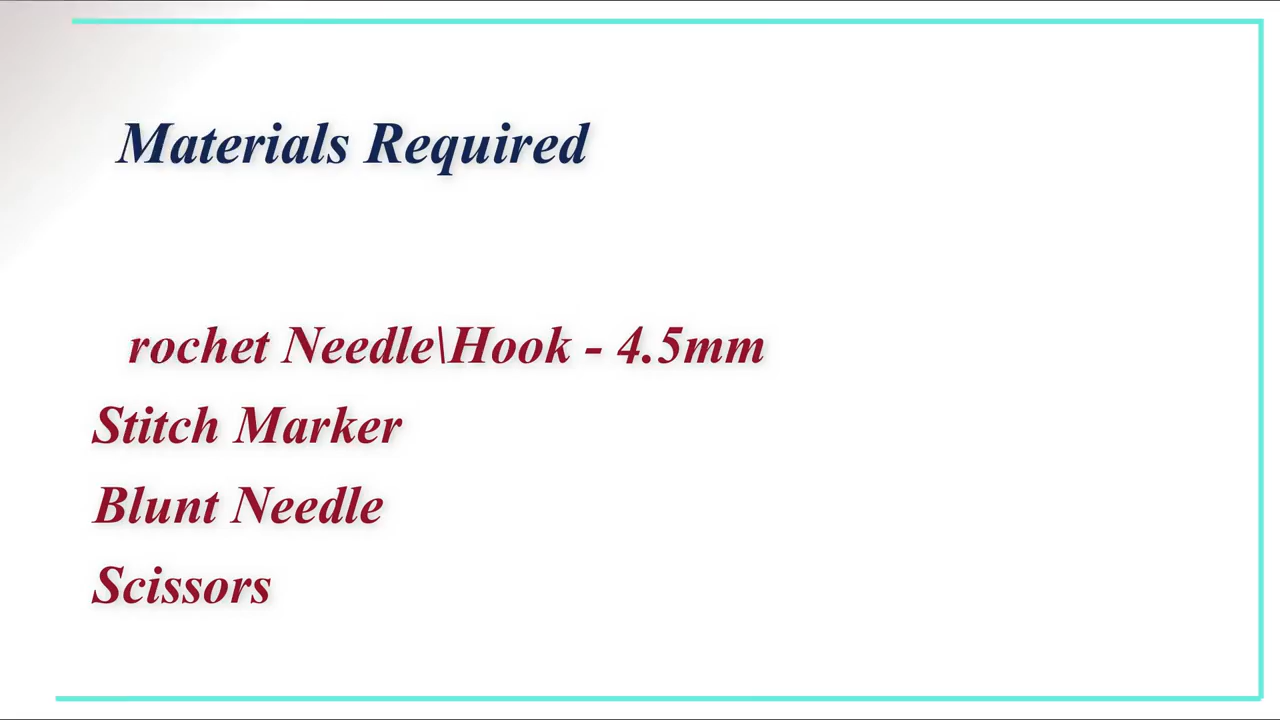 Materials Required
rochet Needle\Hook - 4.5mm
Stitch Marker
Blunt Needle
Scissors